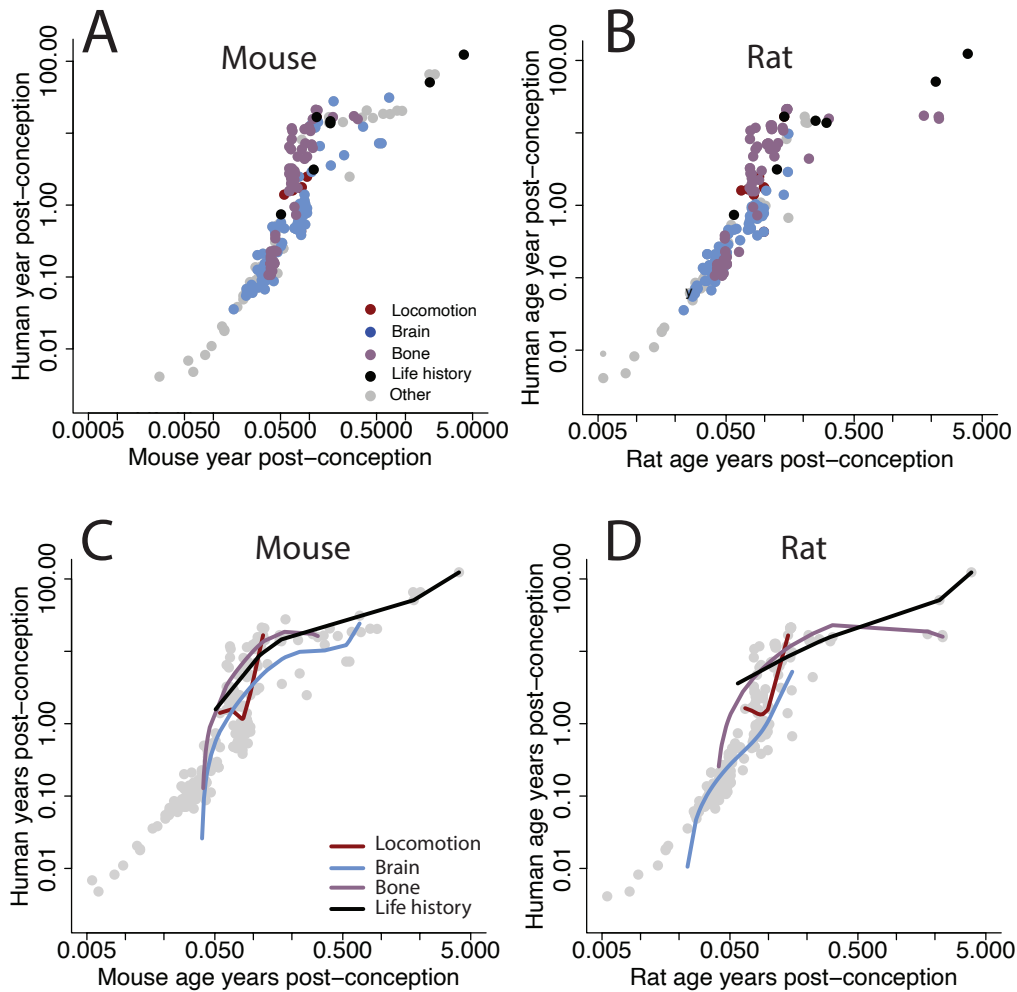 A
Mouse
Human year post−conception
100.00
1.00
0.10
0.01
Locomotion
Brain
Bone
Life history
Other
0.0005
0.0050
0.0500
0.5000
5.0000
Mouse year post−conception
B
Rat
Human age year post−conception
100.00
1.00
0.10
0.01
y
0.005
0.050
0.500
5.000
Rat age years post−conception
C
Mouse
Human years post−conception
100.00
1.00
0.10
0.01
Locomotion
Brain
Bone
Life history
0.005
0.050
0.500
5.000
Mouse age years post−conception
D
Rat
Human age years post−conception
100.00
1.00
0.10
0.01
0.005
0.050
0.500
5.000
Rat age years post−conception